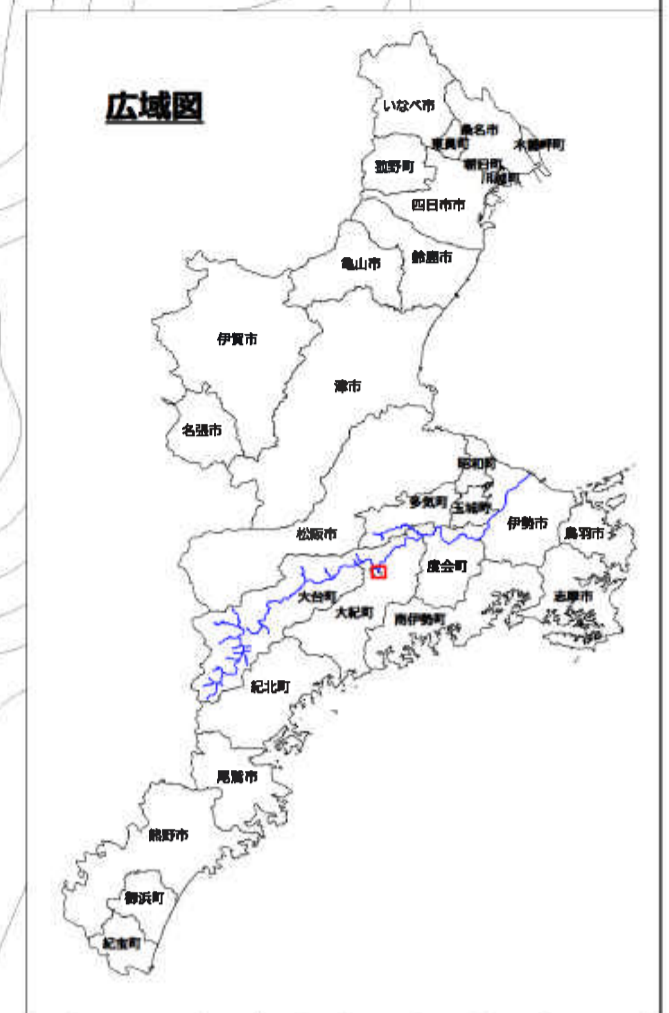 広域図
いなべ市
桑名市
東員町
木曽岬町
菰野町
朝日町
川越町
四日市市
亀山市
鈴鹿市
伊賀市
津市
名張市
明和町
多気町
玉城町
伊勢市
鳥羽市
松阪市
度会町
大台町
大紀町
南伊勢町
志摩市
紀北町
尾鷲市
熊野市
御浜町
紀宝町